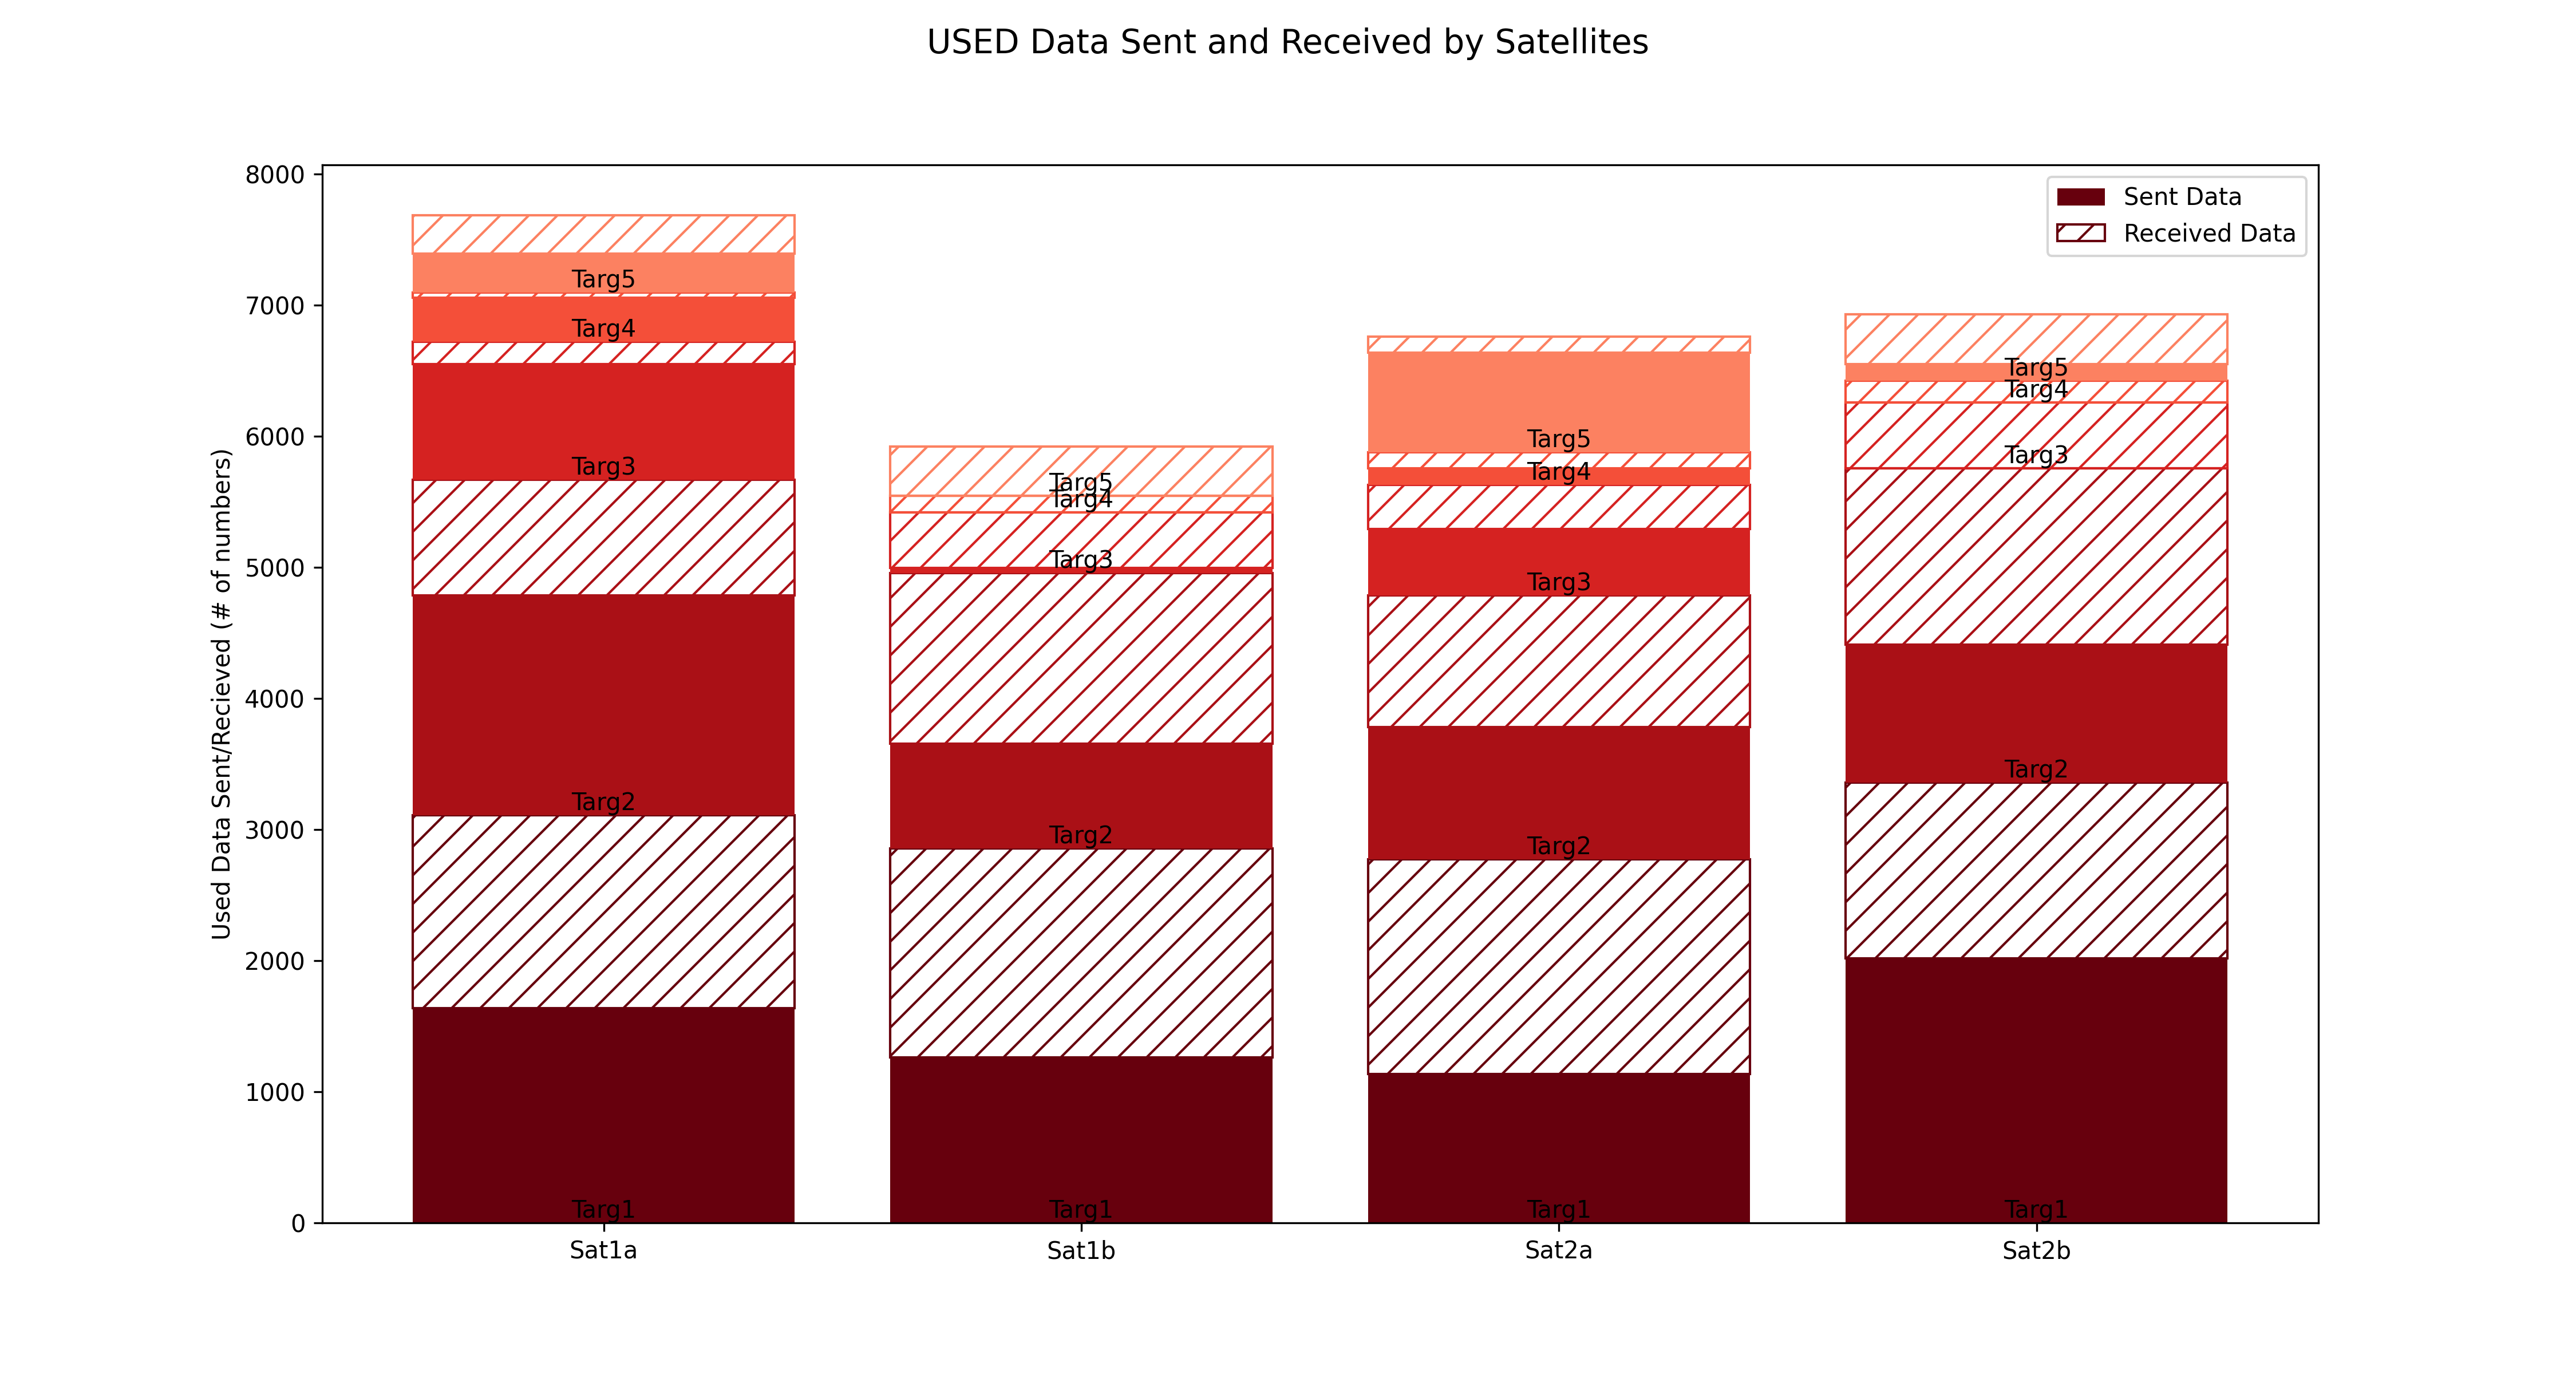 USED Data Sent and Received by Satellites
Used Data Sent/Recieved (# of numbers)
8000
7000
6000
5000
4000
3000
2000
1000
0
Sent Data
Received Data
Targ5
Targ4
Targ3
Targ2
Targ1
Targ5
Targ4
Targ3
Targ2
Targ1
Targ5
Targ4
Targ3
Targ2
Targ1
Targ5
Targ4
Targ3
Targ2
Targ1
Sat1a
Sat1b
Sat2a
Sat2b